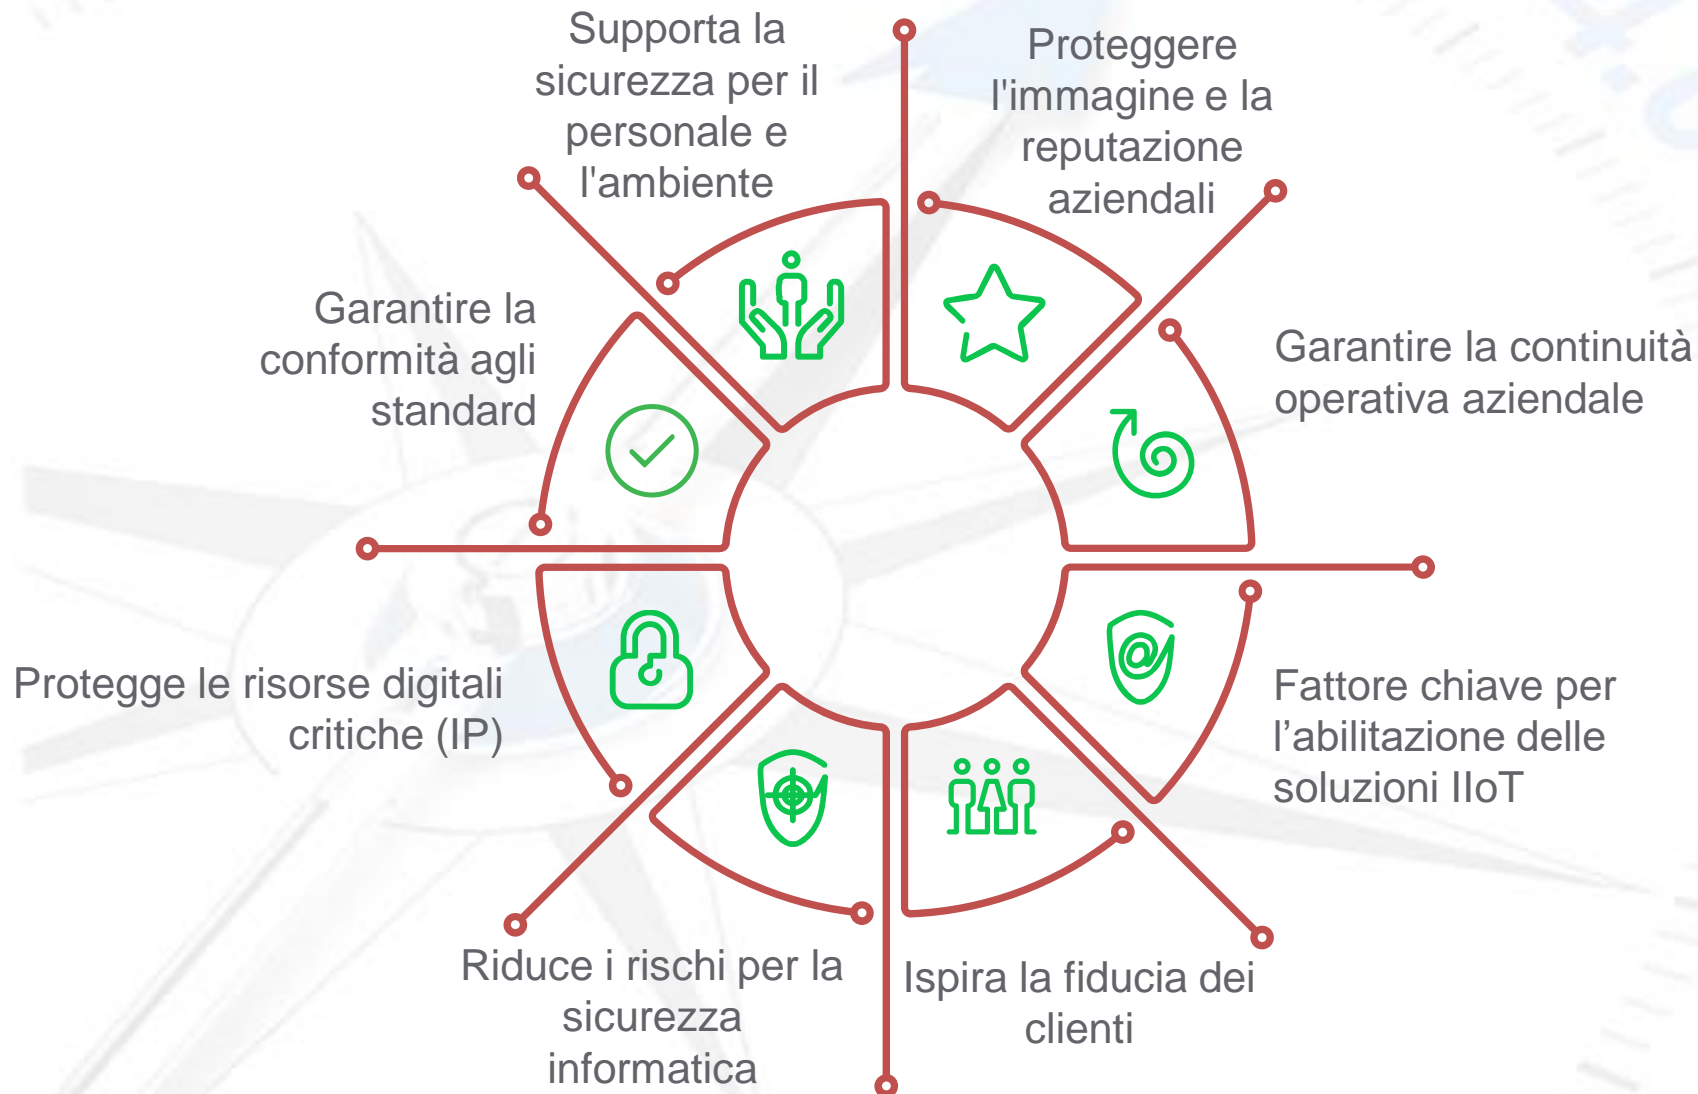 Supporta la
sicurezza per il
personale e
l'ambiente
Proteggere
l'immagine e la
reputazione
aziendali
Garantire la continuità
operativa aziendale
Fattore chiave per
l’abilitazione delle
soluzioni IIoT
Ispira la fiducia dei
clienti
Riduce i rischi per la
sicurezza
informatica
Protegge le risorse digitali
critiche (IP)
Garantire la
conformità agli
standard